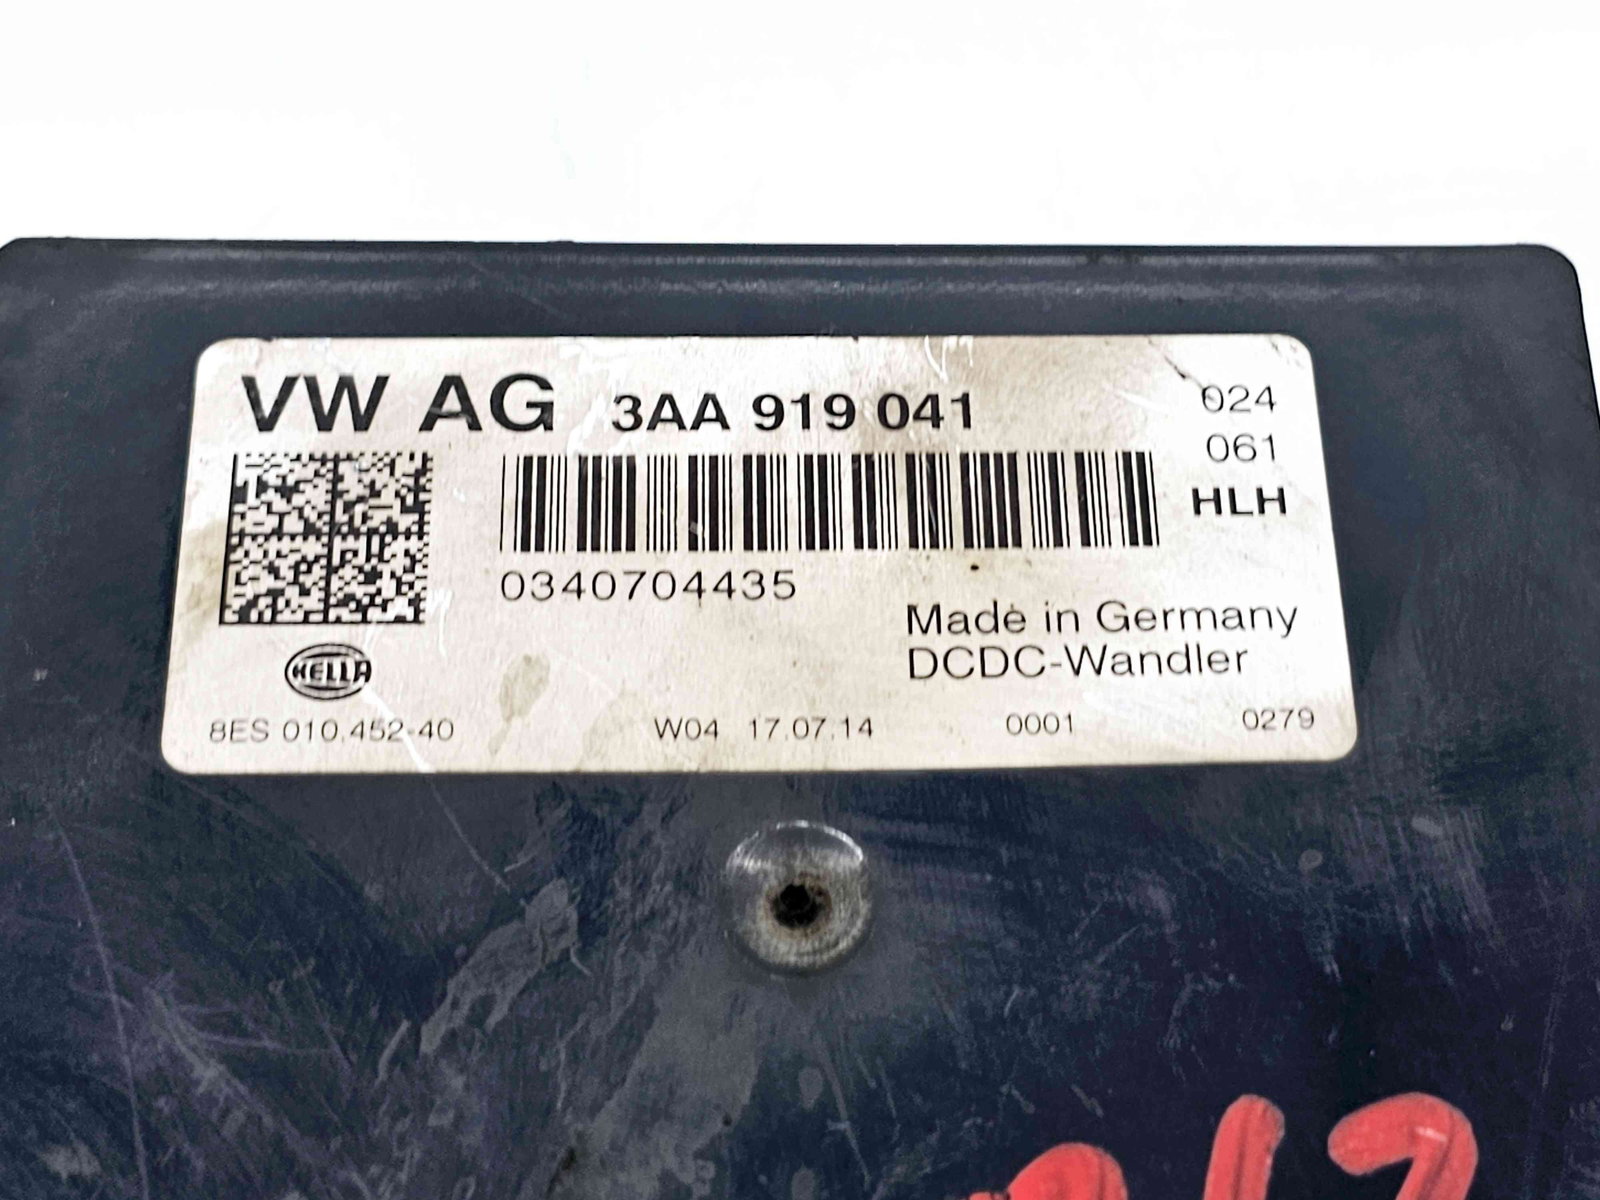 VW AG 3AA 919 041
024
061
HLH
0340704435
Made in Germany
DCDC-Wandler
HELLA
8ES 010.452-40 W04 17.07.14 0001 0279